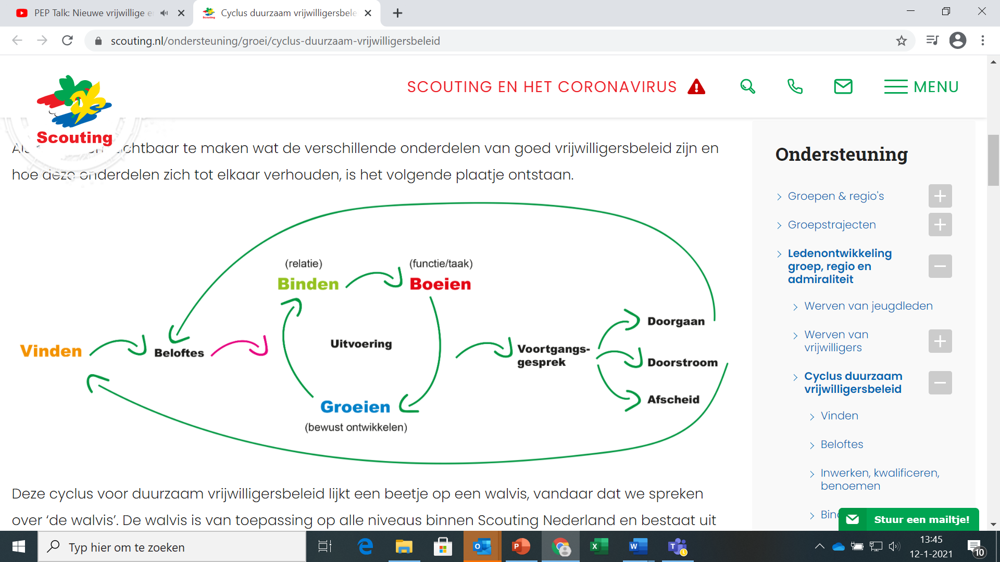 PEP Talk: Nieuwe vrijwillige e
Cyclus duurzaam vrijwilligersbele
scouting.nl/ondersteuning/groei/cyclus-duurzaam-vrijwilligersbeleid
Scouting
SCOUTING EN HET CORONAVIRUS
MENU
te maken wat de verschillende onderdelen van goed vrijwilligersbeleid zijn en
hoe deze onderdelen zich tot elkaar verhouden, is het volgende plaatje ontstaan.
(relatie)
Binden
(functie/taak)
Boeien
Vinden
Beloftes
Uitvoering
Groeien
(bewust ontwikkelen)
Voortgangs-
gesprek
Doorgaan
Doorstroom
Afscheid
Deze cyclus voor duurzaam vrijwilligersbeleid lijkt een beetje op een walvis, vandaar dat we spreken
over ‘de walvis’. De walvis is van toepassing op alle niveaus binnen Scouting Nederland en bestaat uit
Ondersteuning
Groepen & regio's
Groepstrajecten
Ledenontwikkeling
groep, regio en
admiraliteit
Werven van jeugdleden
Werven van
vrijwilligers
Cyclus duurzaam
vrijwilligersbeleid
Vinden
Beloftes
Inwerken, kwalificeren,
benoemen
Stuur een mailtje!
Typ hier om te zoeken
13:45
12-1-2021
10